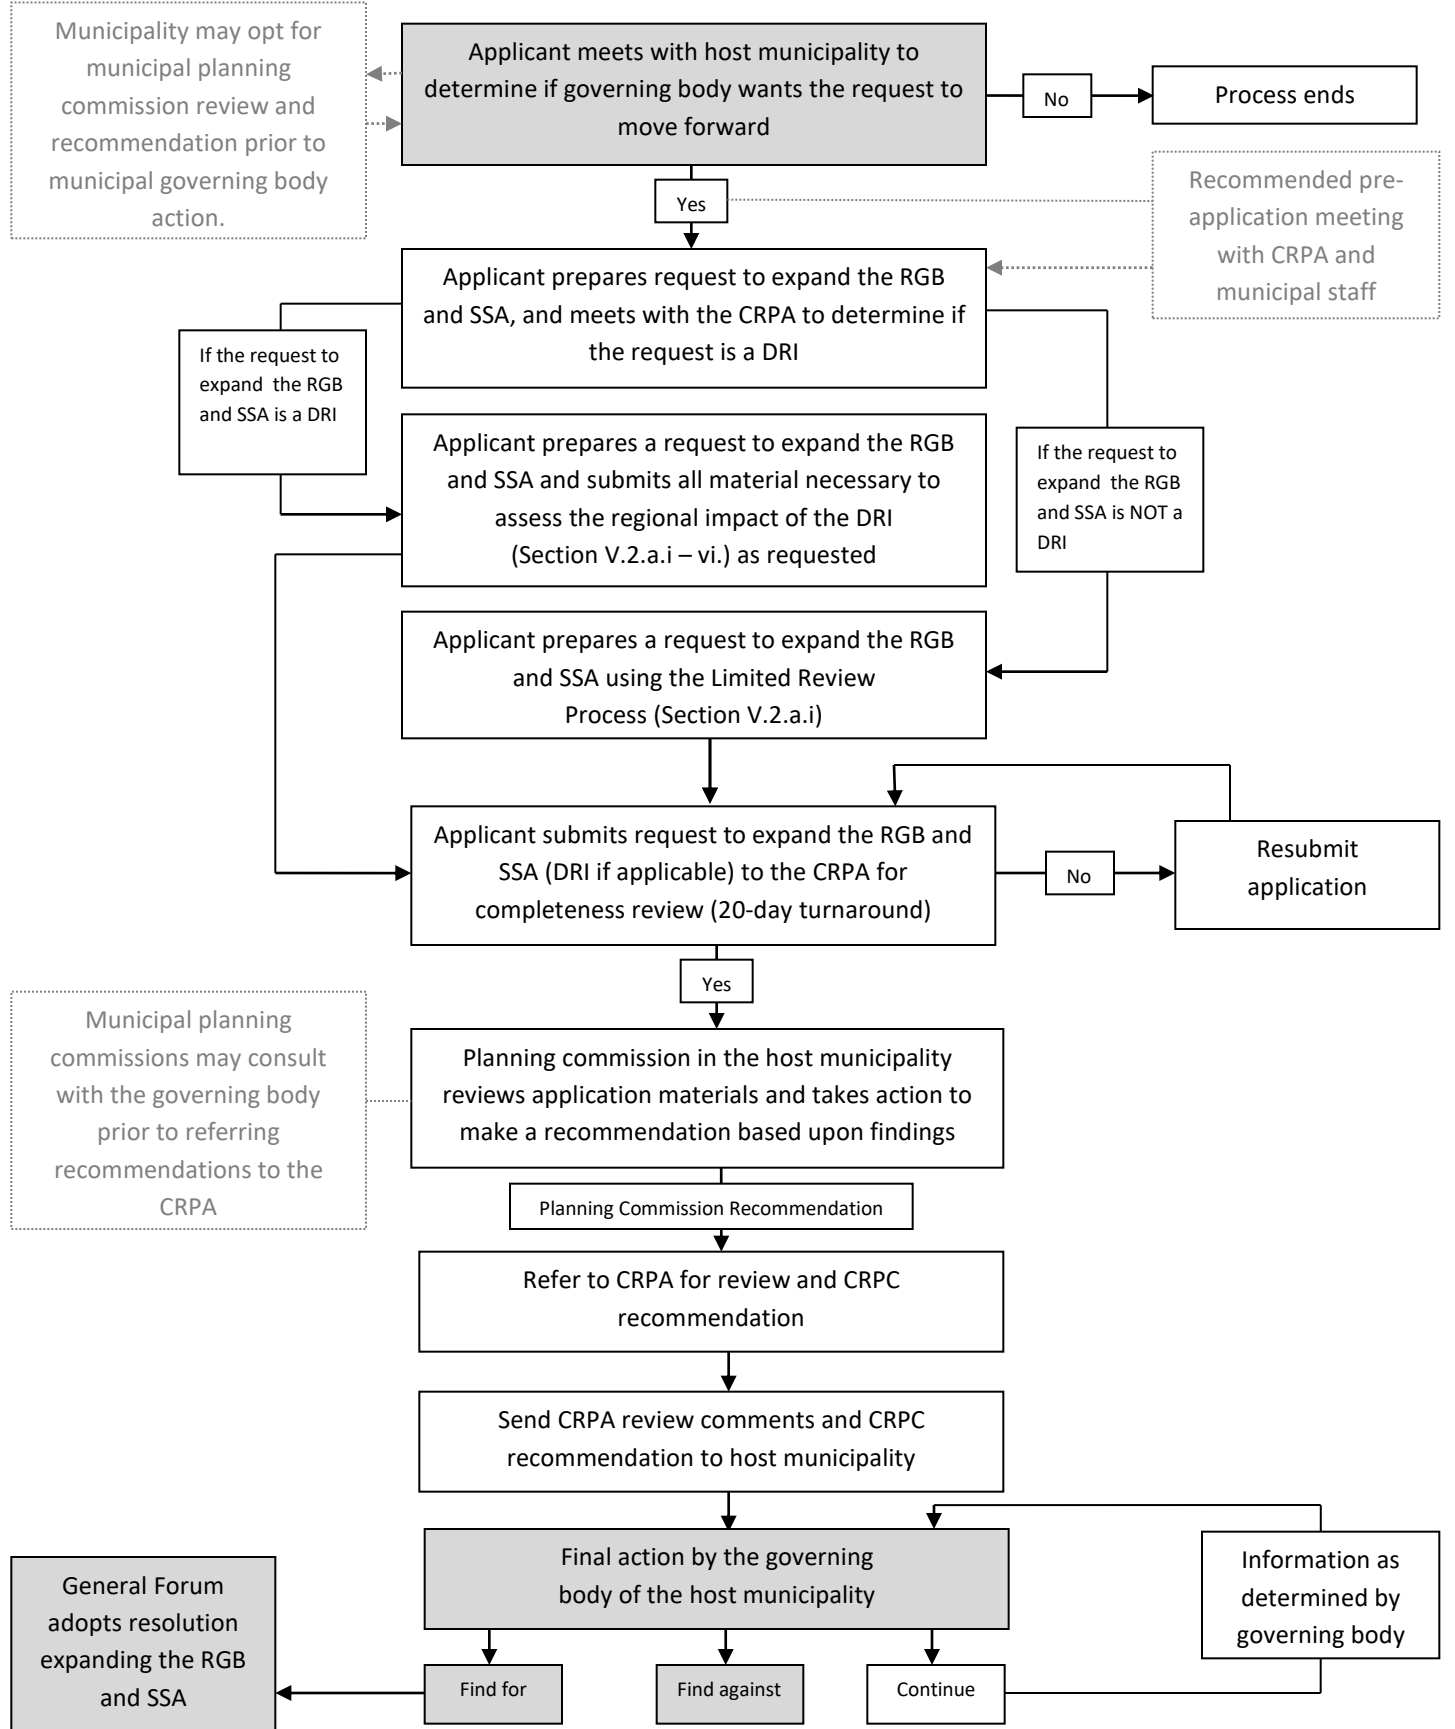 Municipality may opt for
municipal planning
commission review and
recommendation prior to
municipal governing body
action.
Applicant meets with host municipality to
determine if governing body wants the request to
move forward
No
Process ends
Yes
Recommended pre-
application meeting
with CRPA and
municipal staff
Applicant prepares request to expand the RGB
and SSA, and meets with the CRPA to determine if
the request is a DRI
If the request to
expand  the RGB
and SSA is a DRI
Applicant prepares a request to expand the RGB
and SSA and submits all material necessary to
assess the regional impact of the DRI
(Section V.2.a.i – vi.) as requested
If the request to
expand  the RGB
and SSA is NOT a
DRI
Applicant prepares a request to expand the RGB
and SSA using the Limited Review
Process (Section V.2.a.i)
Applicant submits request to expand the RGB and
SSA (DRI if applicable) to the CRPA for
completeness review (20-day turnaround)
No
Resubmit
application
Yes
Municipal planning
commissions may consult
with the governing body
prior to referring
recommendations to the
CRPA
Planning commission in the host municipality
reviews application materials and takes action to
make a recommendation based upon findings
Planning Commission Recommendation
Refer to CRPA for review and CRPC
recommendation
Send CRPA review comments and CRPC
recommendation to host municipality
Final action by the governing
body of the host municipality
Information as
determined by
governing body
General Forum
adopts resolution
expanding the RGB
and SSA
Find for
Find against
Continue